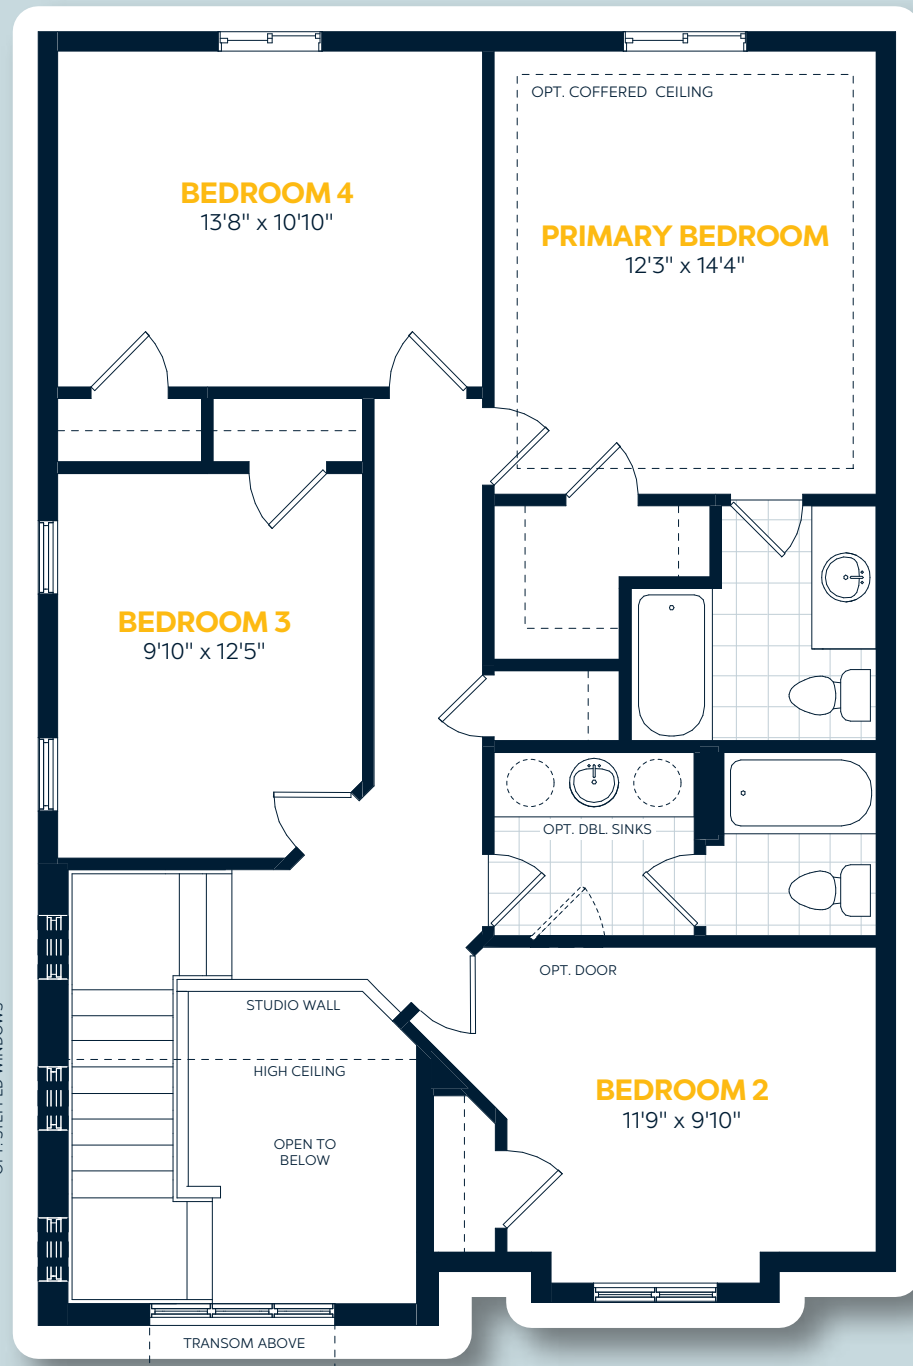 OPT. COFFERED CEILING
BEDROOM 4
13'8" x 10'10"
PRIMARY BEDROOM
12'3" x 14'4"
BEDROOM 3
9'10" x 12'5"
OPT. DBL. SINKS
OPT. DOOR
STUDIO WALL
HIGH CEILING
BEDROOM 2
11'9" x 9'10"
OPEN TO
BELOW
TRANSOM ABOVE